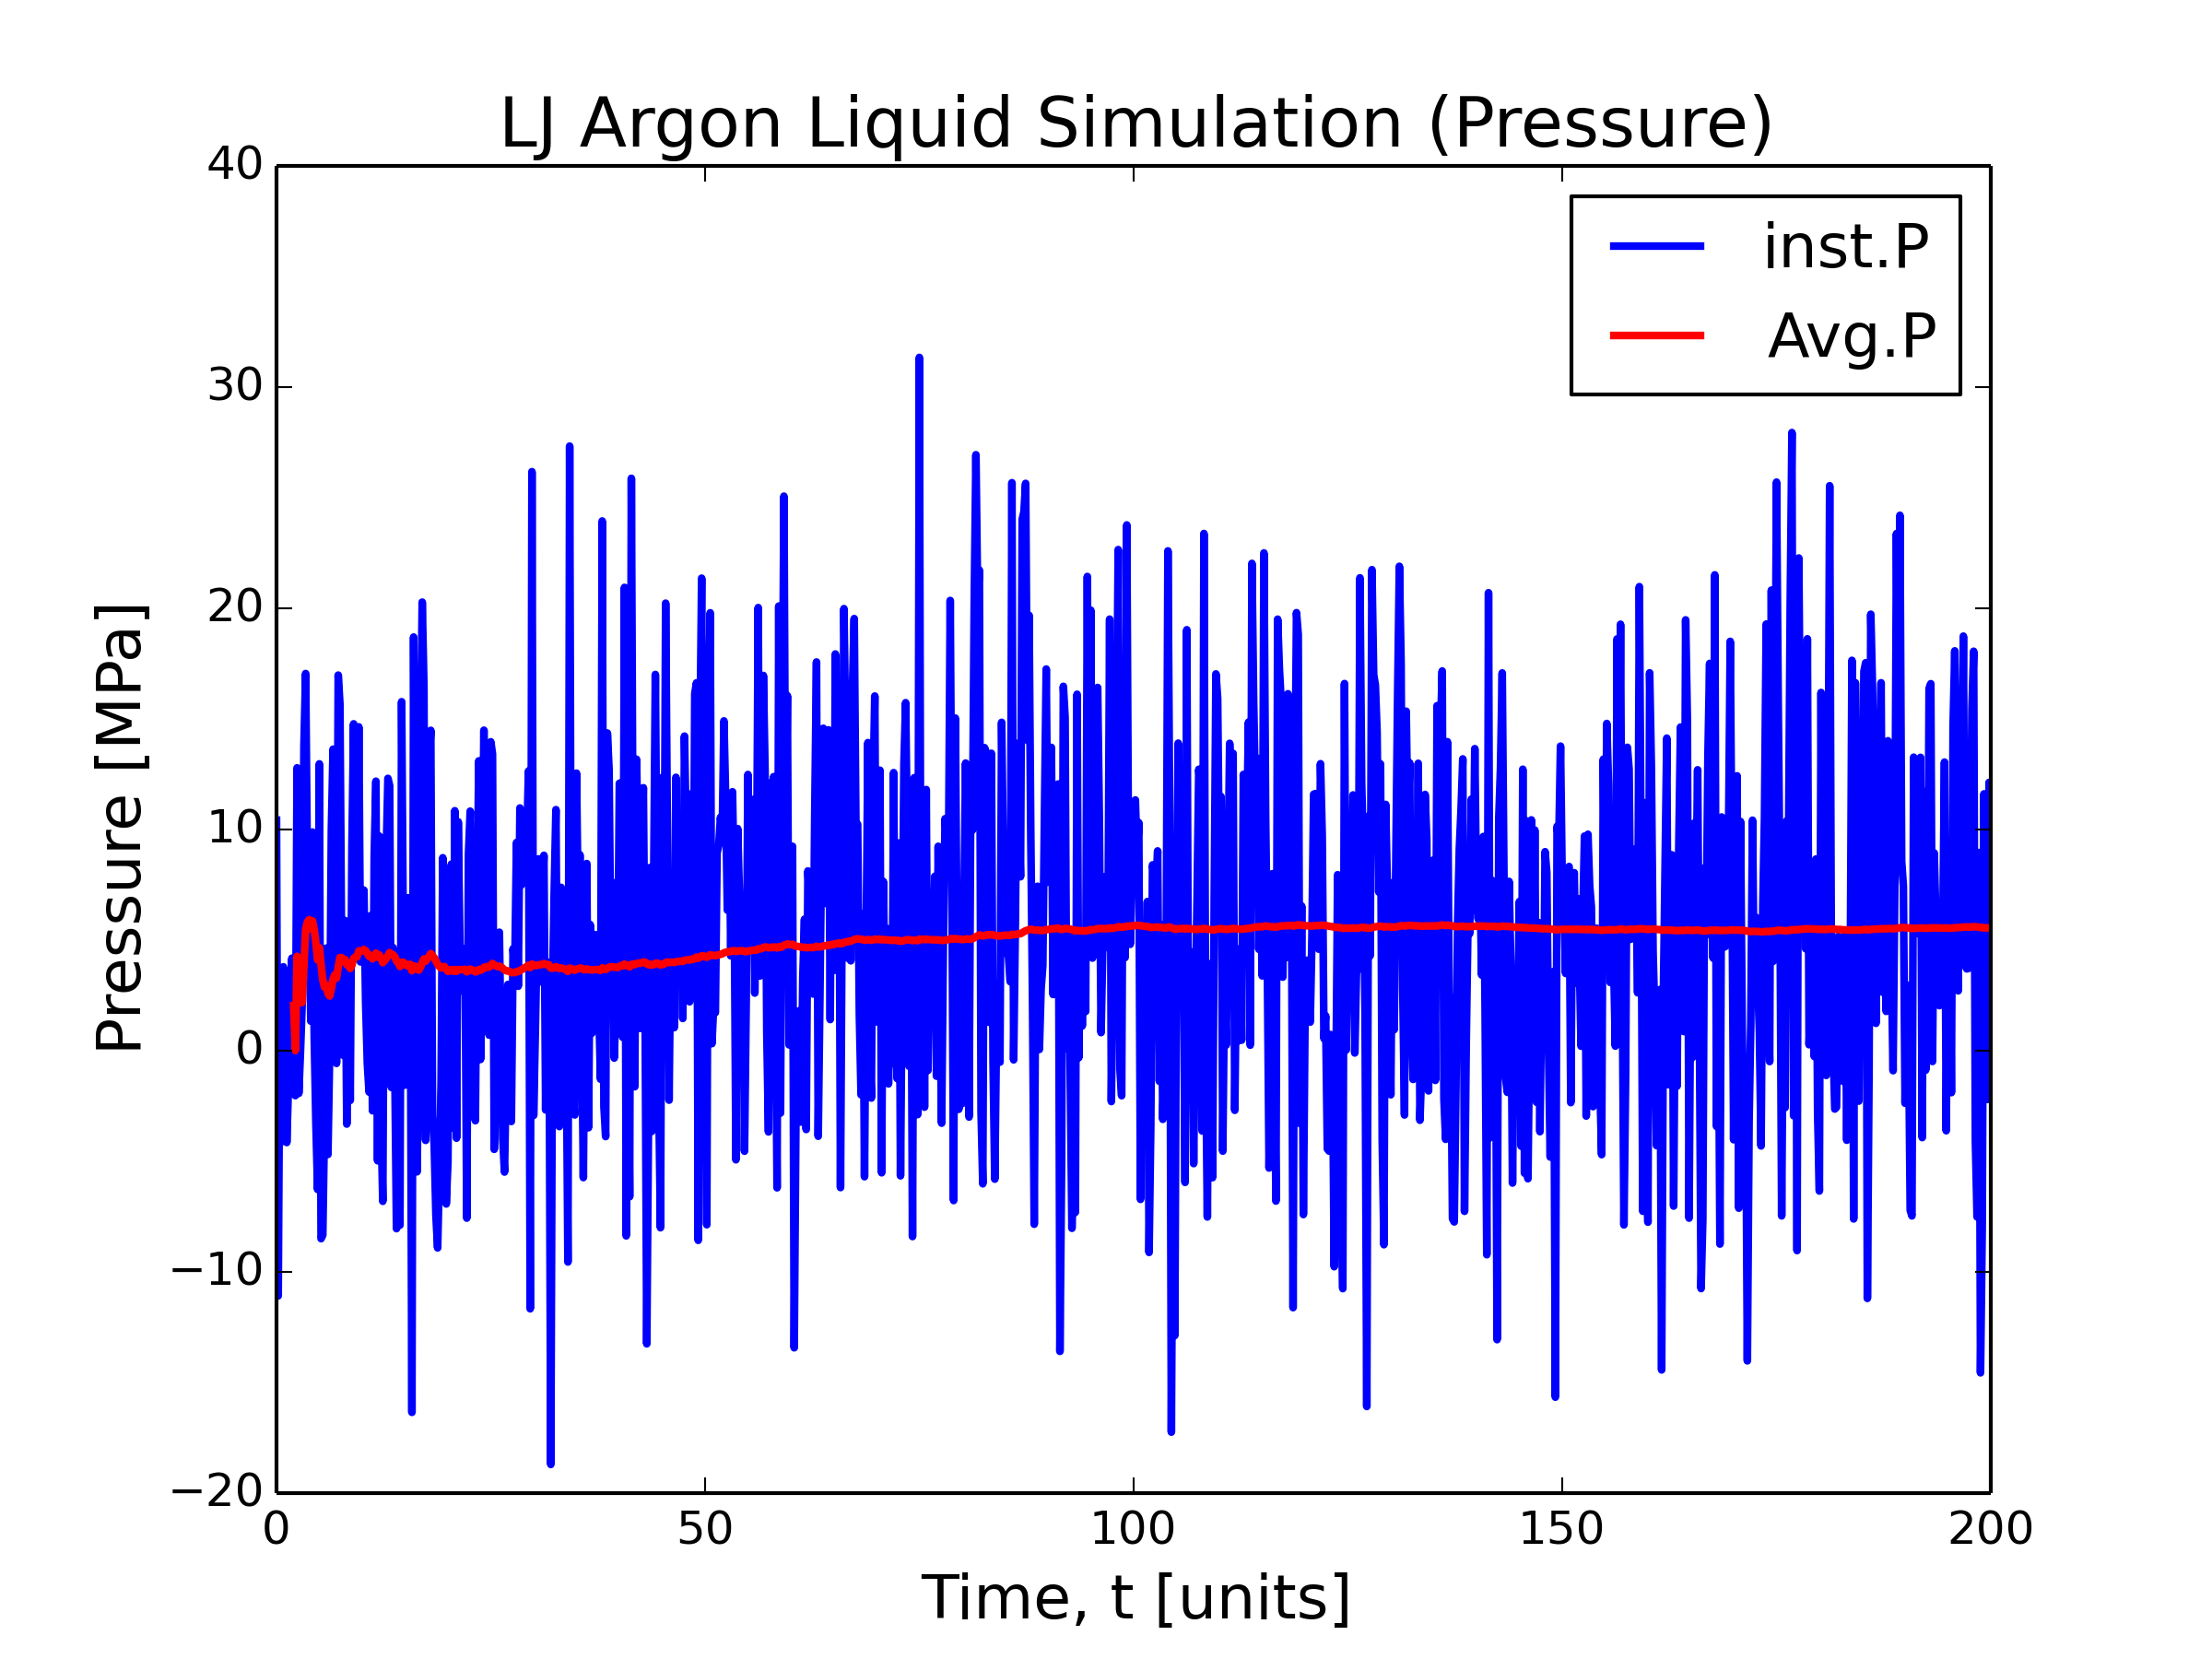 LJ Argon Liquid Simulation (Pressure)
40
30
20
10
0
−10
−20
Pressure [MPa]
inst.P
Avg.P
0 50 100 150 200
Time, t [units]